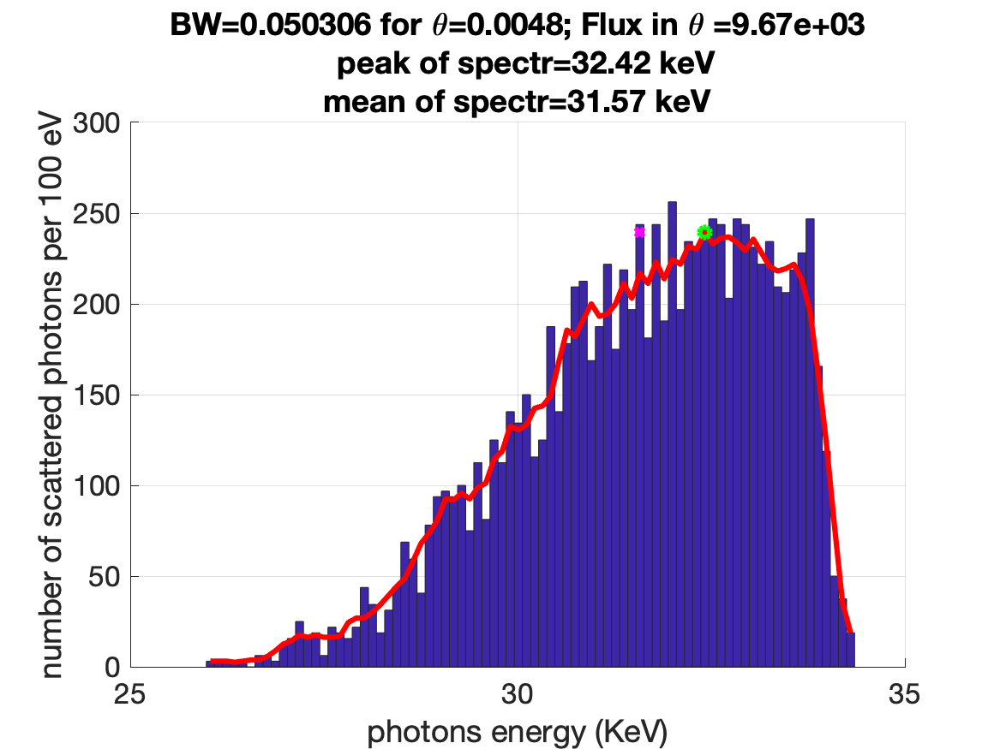 BW=0.050306 for θ=0.0048; Flux in θ =9.67e+03
peak of spectr=32.42 keV
mean of spectr=31.57 keV
number of scattered photons per 100 eV
300
250
200
150
100
50
0
25
30
35
photons energy (KeV)